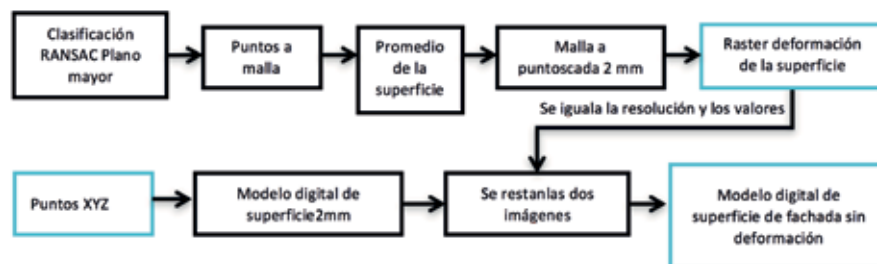 Clasificación
RANSAC Plano
mayor
Puntos a
malla
Promedio
de la
superficie
Malla a
puntoscada 2 mm
Raster deformación
de la superficie
Se iguala la resolución y los valores
Puntos XYZ
Modelo digital de
superficie2mm
Se restanlas dos
imágenes
Modelo digital de
superficie de fachada sin
deformación